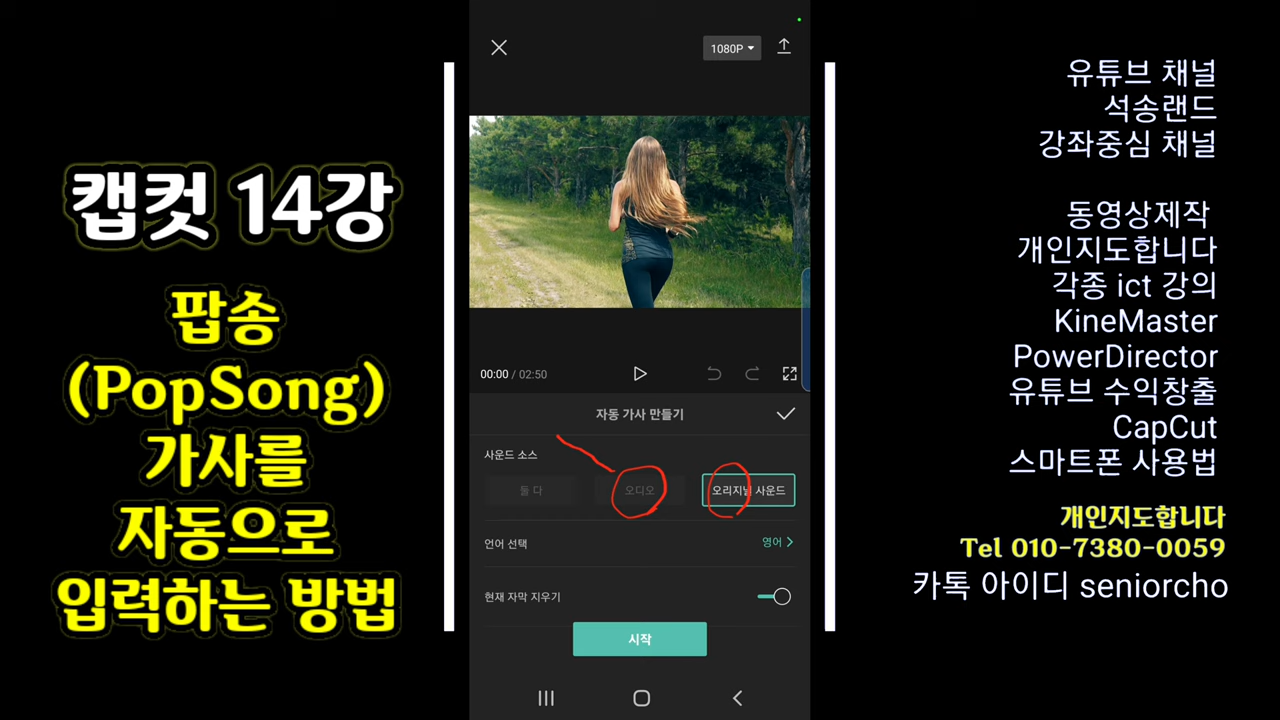 캡컷 14강
팝송
(PopSong)
가사를
자동으로
입력하는 방법
1080P
00:00 / 02:50
자동 가사 만들기
사운드 소스
둘 다
오디오
오리지널 사운드
언어 선택
영어 >
현재 자막 지우기
시작
유튜브 채널
석송랜드
강좌중심 채널
동영상제작
개인지도합니다
각종 ict 강의
KineMaster
PowerDirector
유튜브 수익창출
CapCut
스마트폰 사용법
개인지도합니다
Tel 010-7380-0059
카톡 아이디 seniorcho